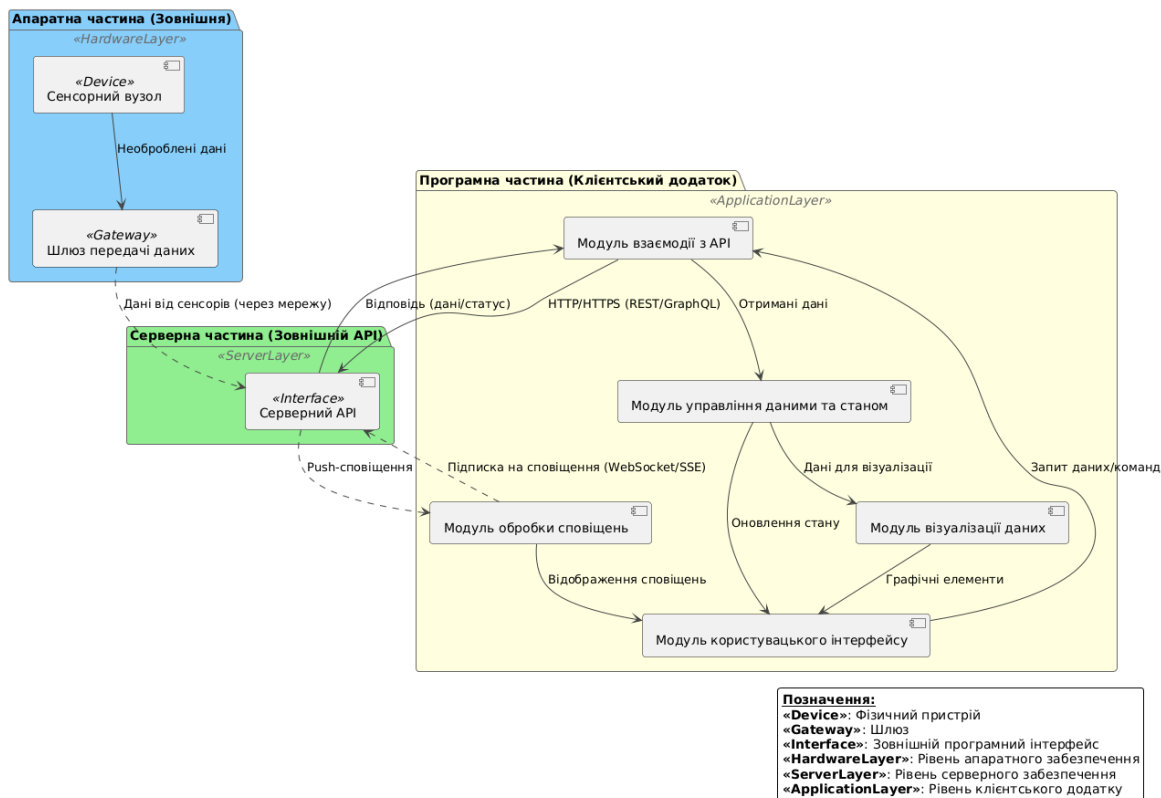 Апаратна частина (Зовнішня)
«HardwareLayer»
«Device»
Сенсорний вузол
Необроблені дані
«Gateway»
Шлюз передачі даних
Дані від сенсорів (через мережу)
Серверна частина (Зовнішній API)
«ServerLayer»
«Interface»
Серверний API
Програмна частина (Клієнтський додаток)
«ApplicationLayer»
Модуль взаємодії з API
Відповідь (дані/статус)
HTTP/HTTPS (REST/GraphQL)
Отримані дані
Модуль управління даними та станом
Push-сповіщення
Підписка на сповіщення (WebSocket/SSE)
Дані для візуалізації
Запит даних/команд
Модуль обробки сповіщень
Оновлення стану
Модуль візуалізації даних
Відображення сповіщень
Графічні елементи
Модуль користувацького інтерфейсу
Позначення:
«Device»: Фізичний пристрій
«Gateway»: Шлюз
«Interface»: Зовнішній програмний інтерфейс
«HardwareLayer»: Рівень апаратного забезпечення
«ServerLayer»: Рівень серверного забезпечення
«ApplicationLayer»: Рівень клієнтського додатку